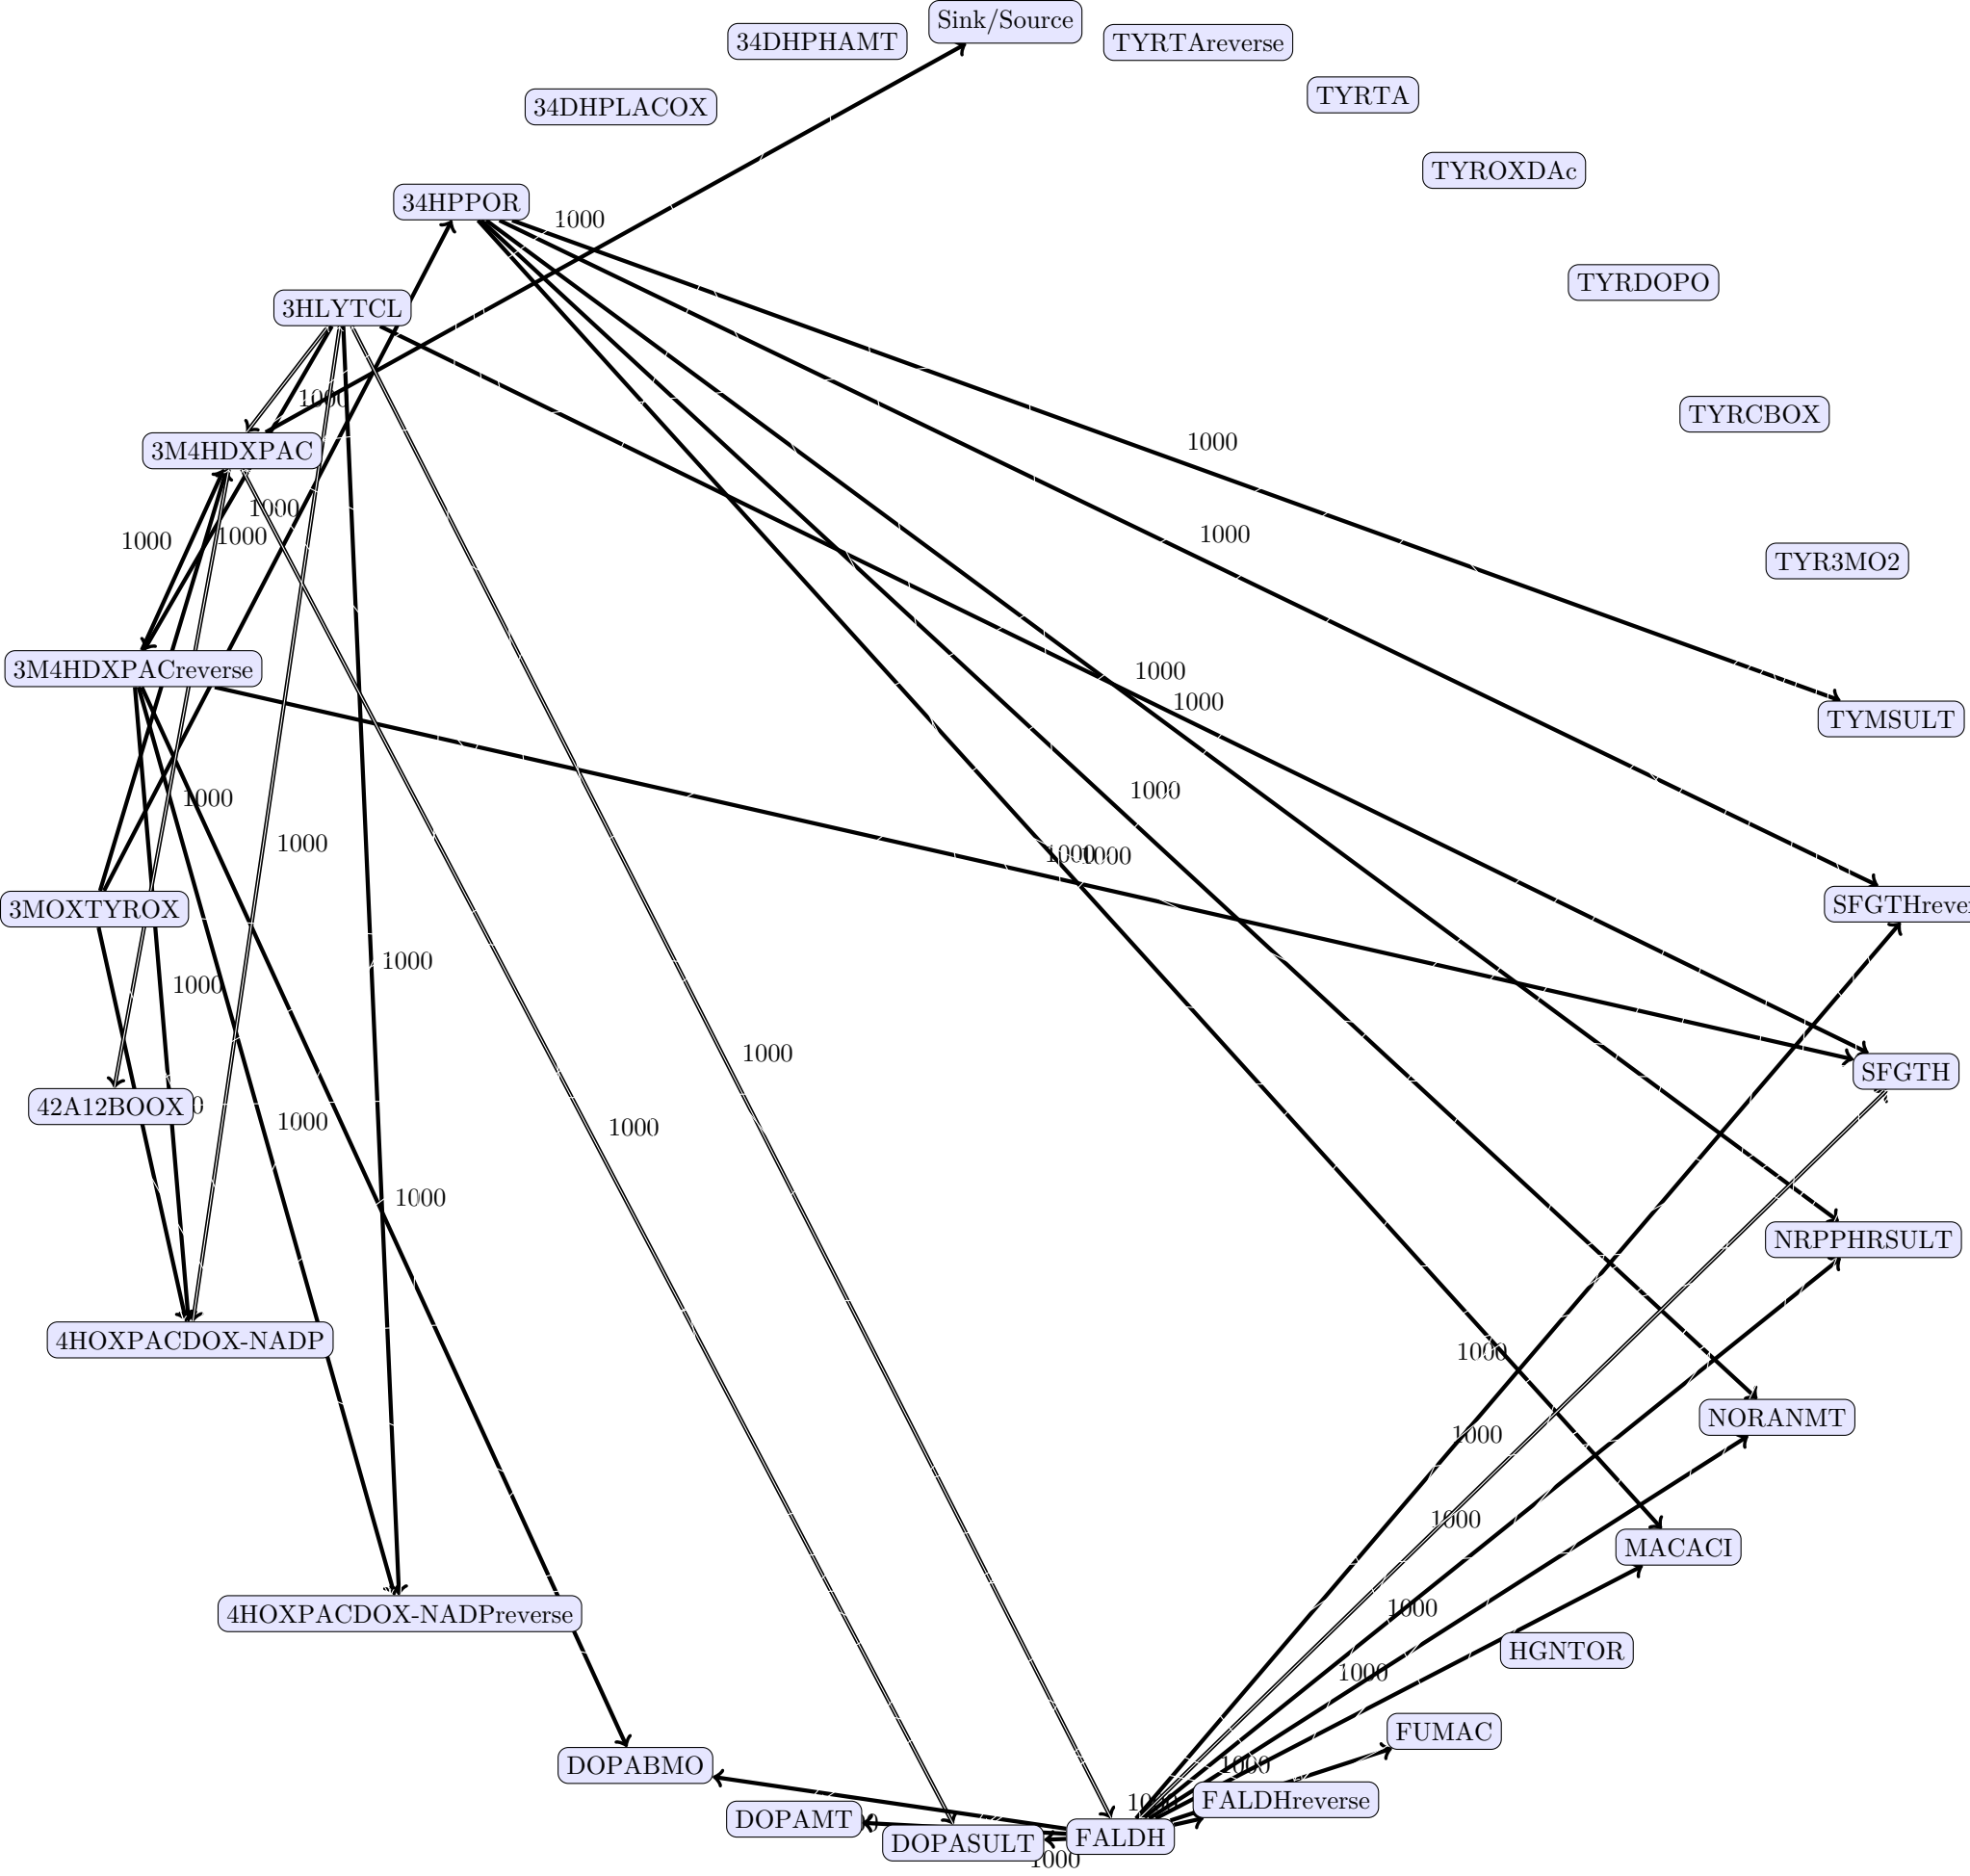 Sink/Source
34DHPHAMT
TYRTAreverse
TYRTA
34DHPLACOX
TYROXDAc
34HPPOR
1000
TYRDOPO
3HLYTCL
1000
TYRCBOX
1000
3M4HDXPAC
1000
1000
1000
1000
TYR3MO2
3M4HDXPACreverse
1000
1000
TYMSULT
1000
1000
1000
1000
1000
3MOXTYROX
SFGTHrever
1000
1000
1000
SFGTH
42A12BOOX
1000
1000
1000
NRPPHRSULT
4HOXPACDOX-NADP
1000
NORANMT
1000
1000
MACACI
4HOXPACDOX-NADPreverse
1000
HGNTOR
1000
FUMAC
DOPABMO
1000
FALDHreverse
DOPAMT
FALDH
DOPASULT
1000